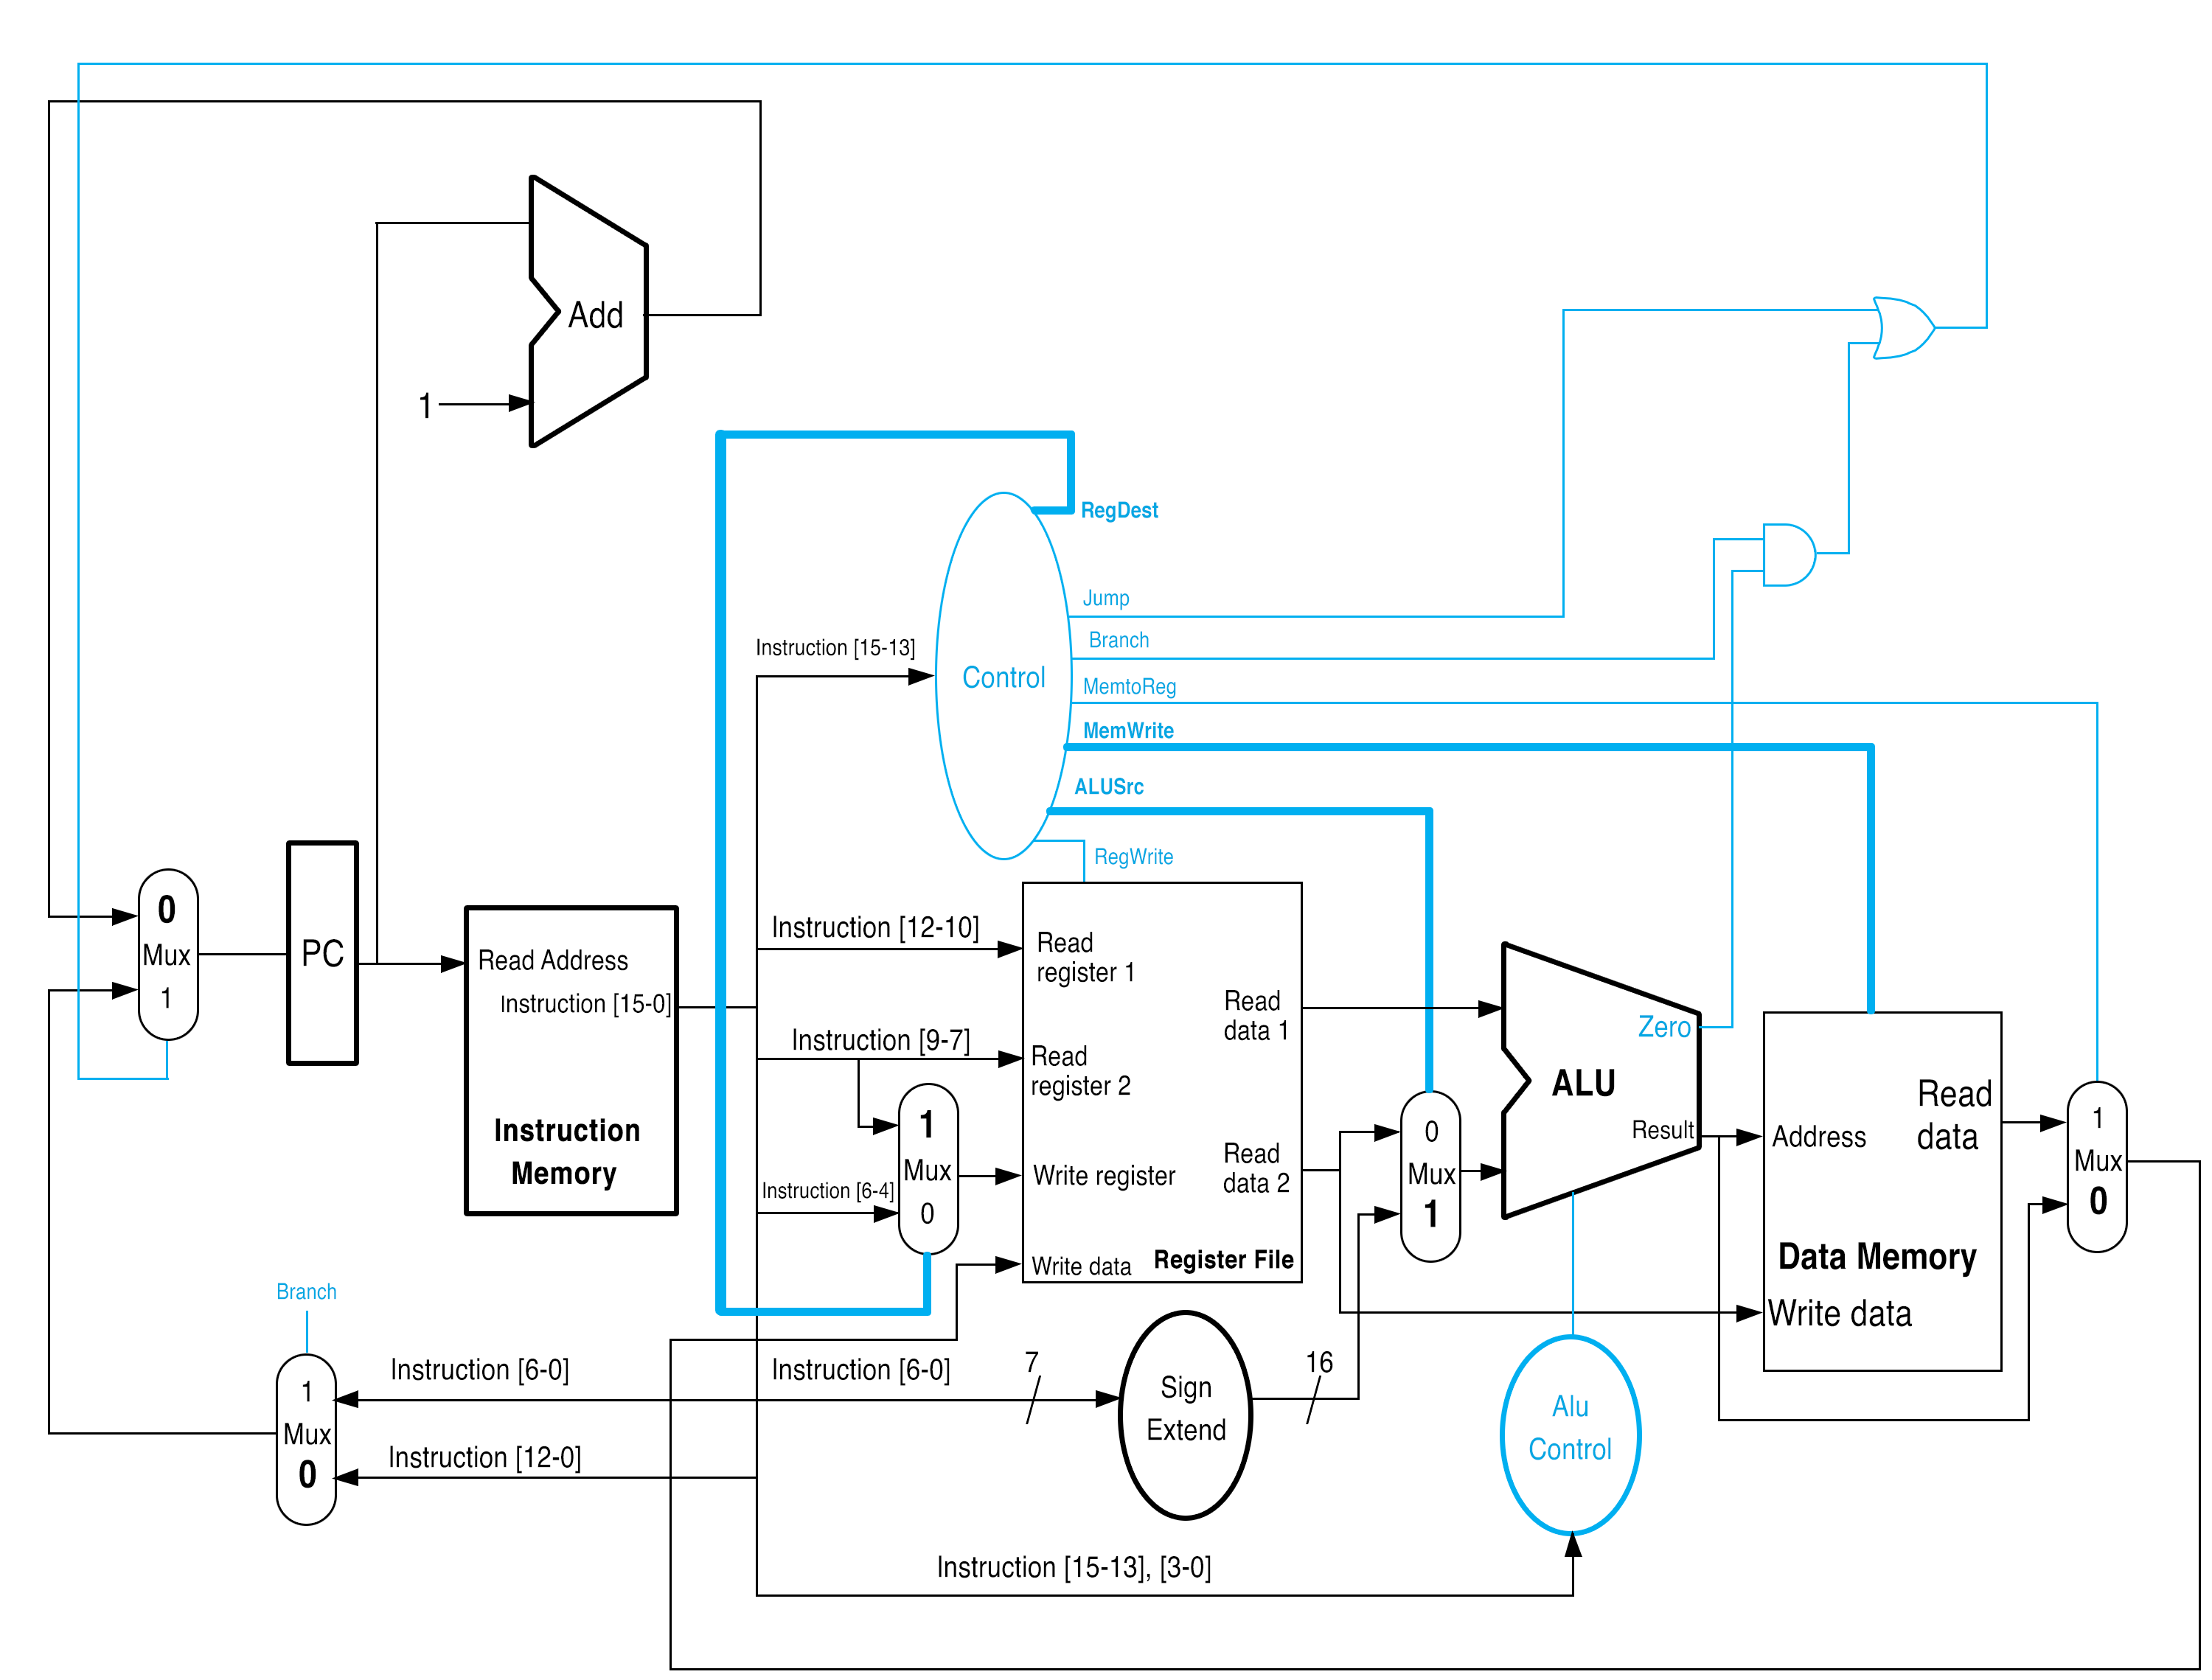 Add
1
RegDest
Jump
Branch
MemtoReg
MemWrite
ALUSrc
RegWrite
Control
Instruction [15-13]
0
Mux
1
PC
Read Address
Instruction [15-0]
Instruction
Memory
Instruction [12-10]
Instruction [9-7]
1
Mux
0
Instruction [6-4]
Read
register 1
Read
register 2
Write register
Write data
Read
data 1
Read
data 2
Register File
0
Mux
1
Zero
ALU
Result
Address
Read
data
Data Memory
Write data
1
Mux
0
Branch
1
Mux
0
Instruction [6-0]
Instruction [6-0]
7
Sign
Extend
16
Alu
Control
Instruction [12-0]
Instruction [15-13], [3-0]